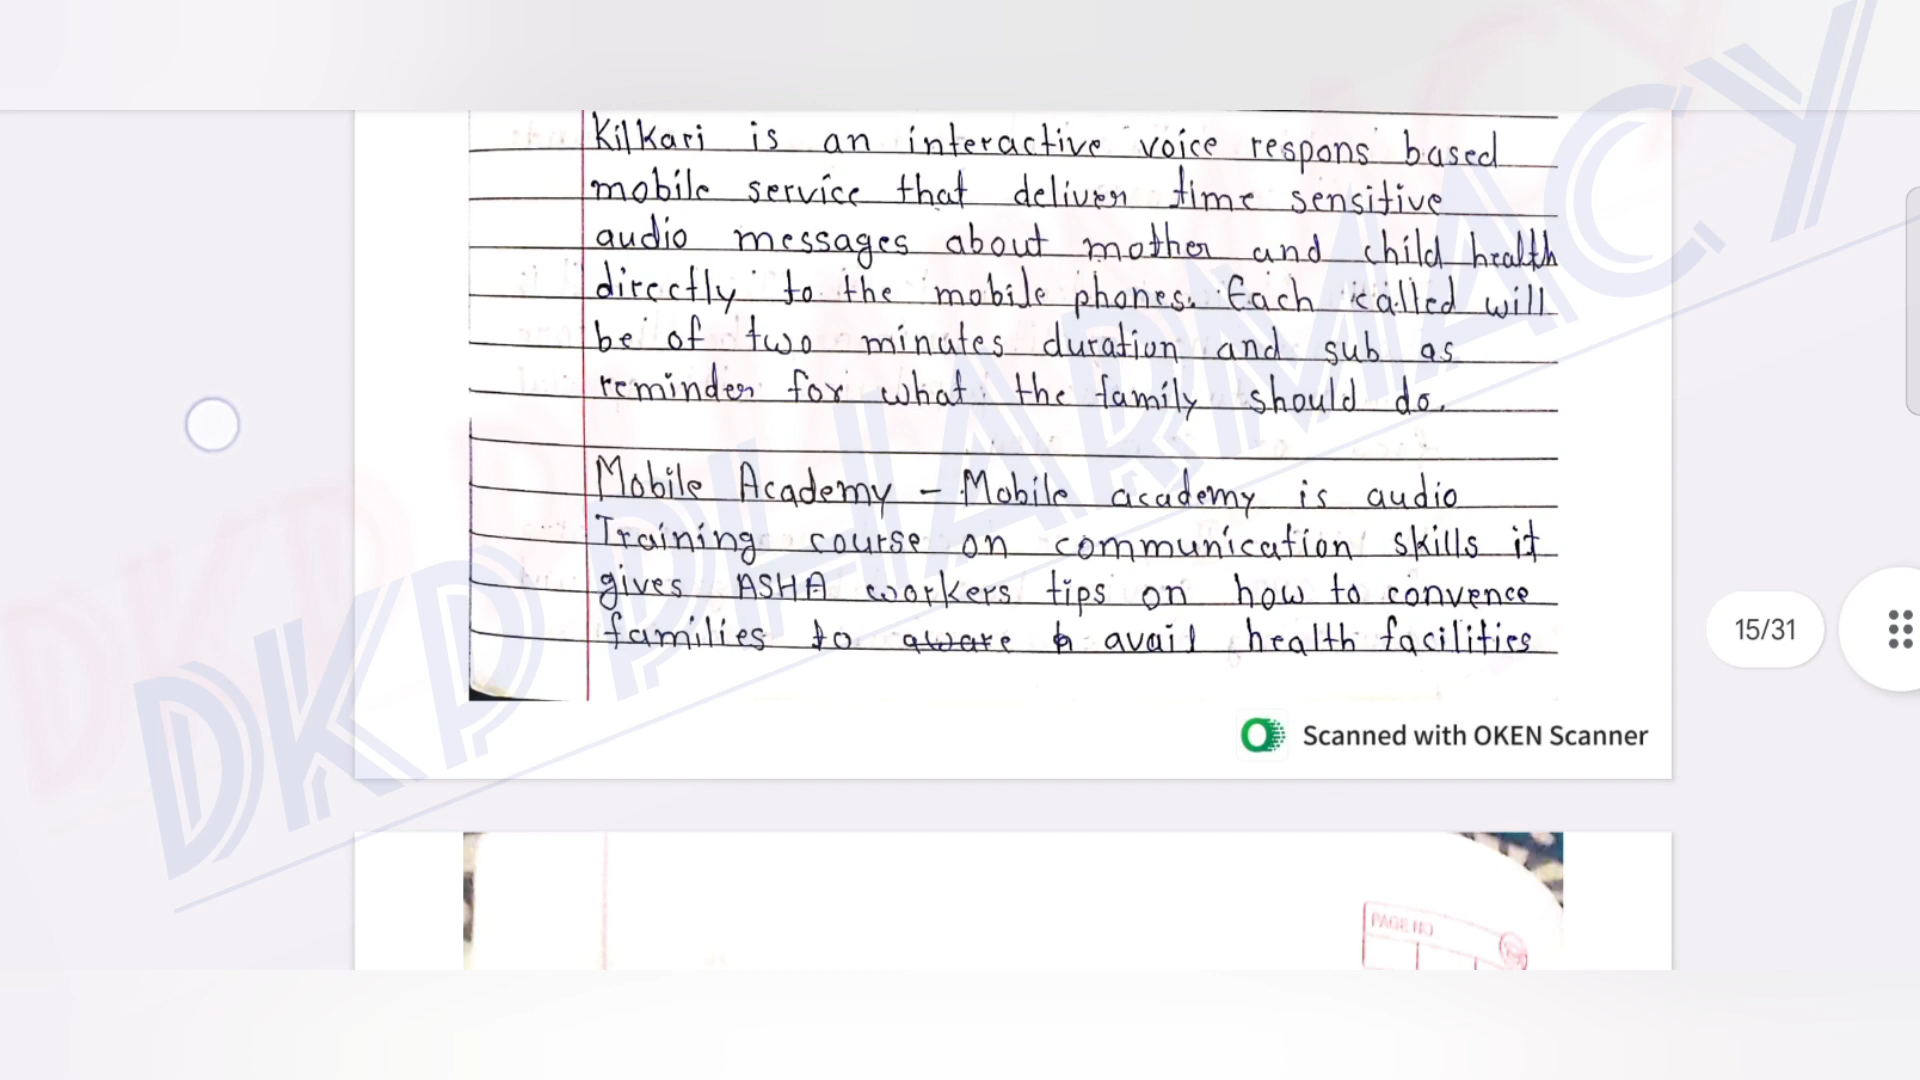 Kilkari is an interactive voice respons based
mobile service that deliver time sensitive
audio messages about mother and child health
directly to the mobile phones. Each called will
be of two minutes duration and sub as
reminder for what the family should do.
Mobile Academy - Mobile academy is audio
Training course on communication skills it
gives ASHA workers tips on how to convence
families to aware avail health facilities
15/31
Scanned with OKEN Scanner
PAGE NO
DKP PHARMACY